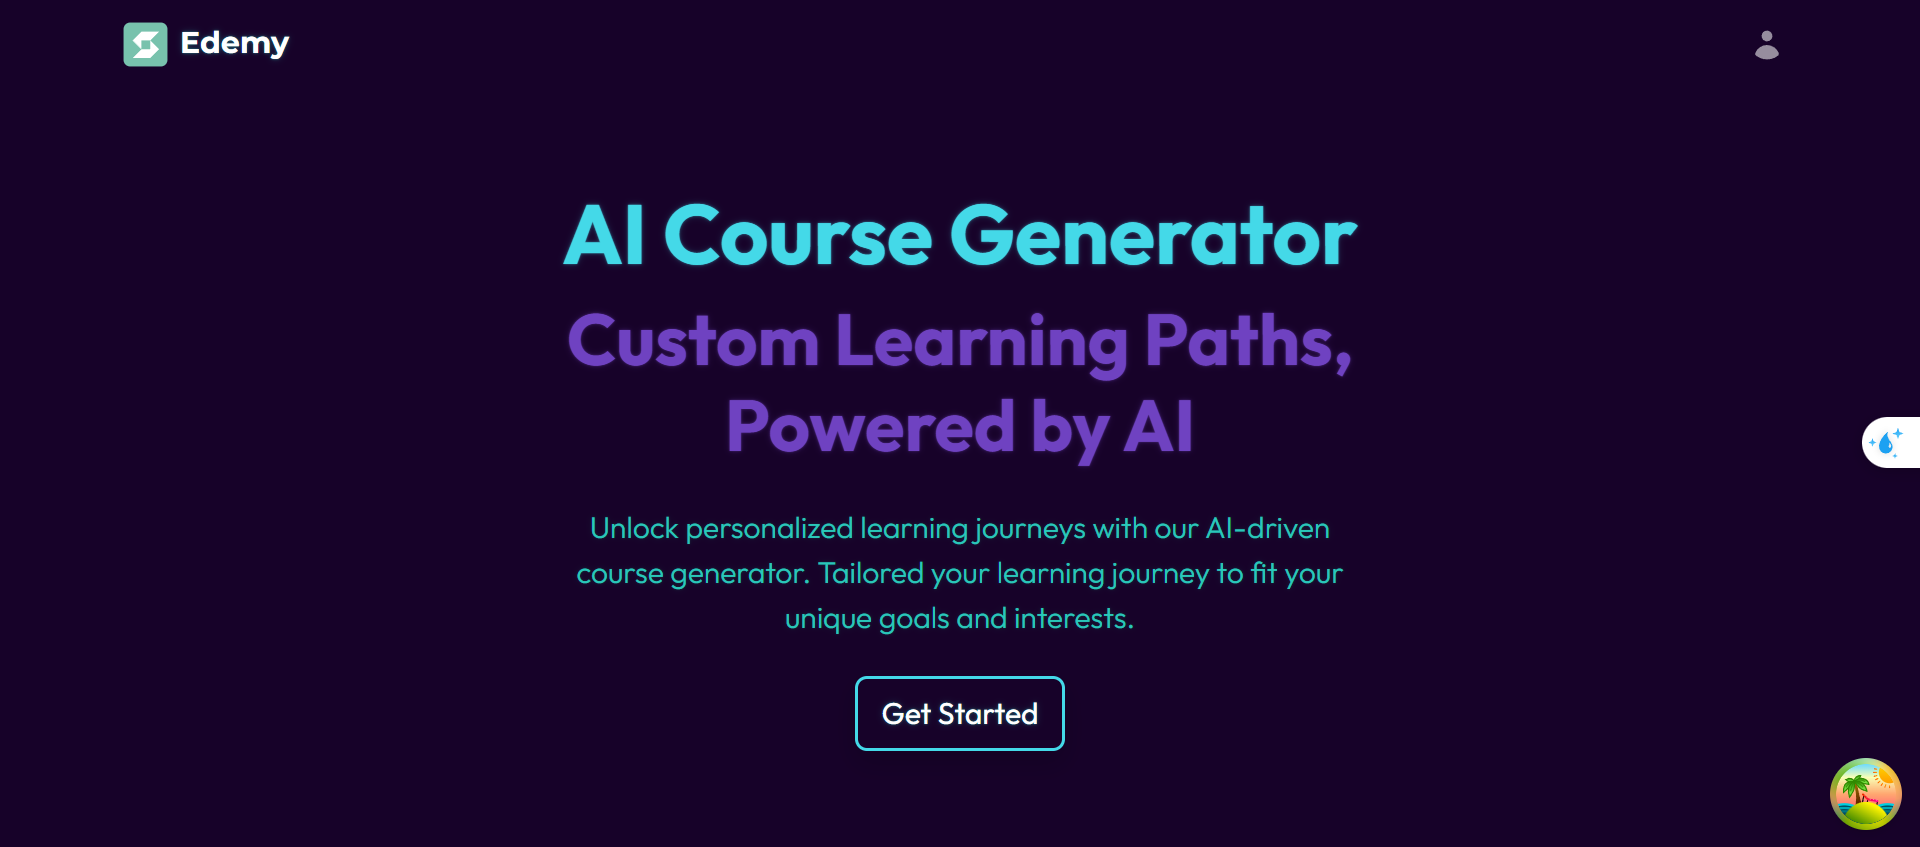 Edemy
AI Course Generator
Custom Learning Paths,
Powered by AI
Unlock personalized learning journeys with our AI-driven
course generator. Tailored your learning journey to fit your
unique goals and interests.
Get Started